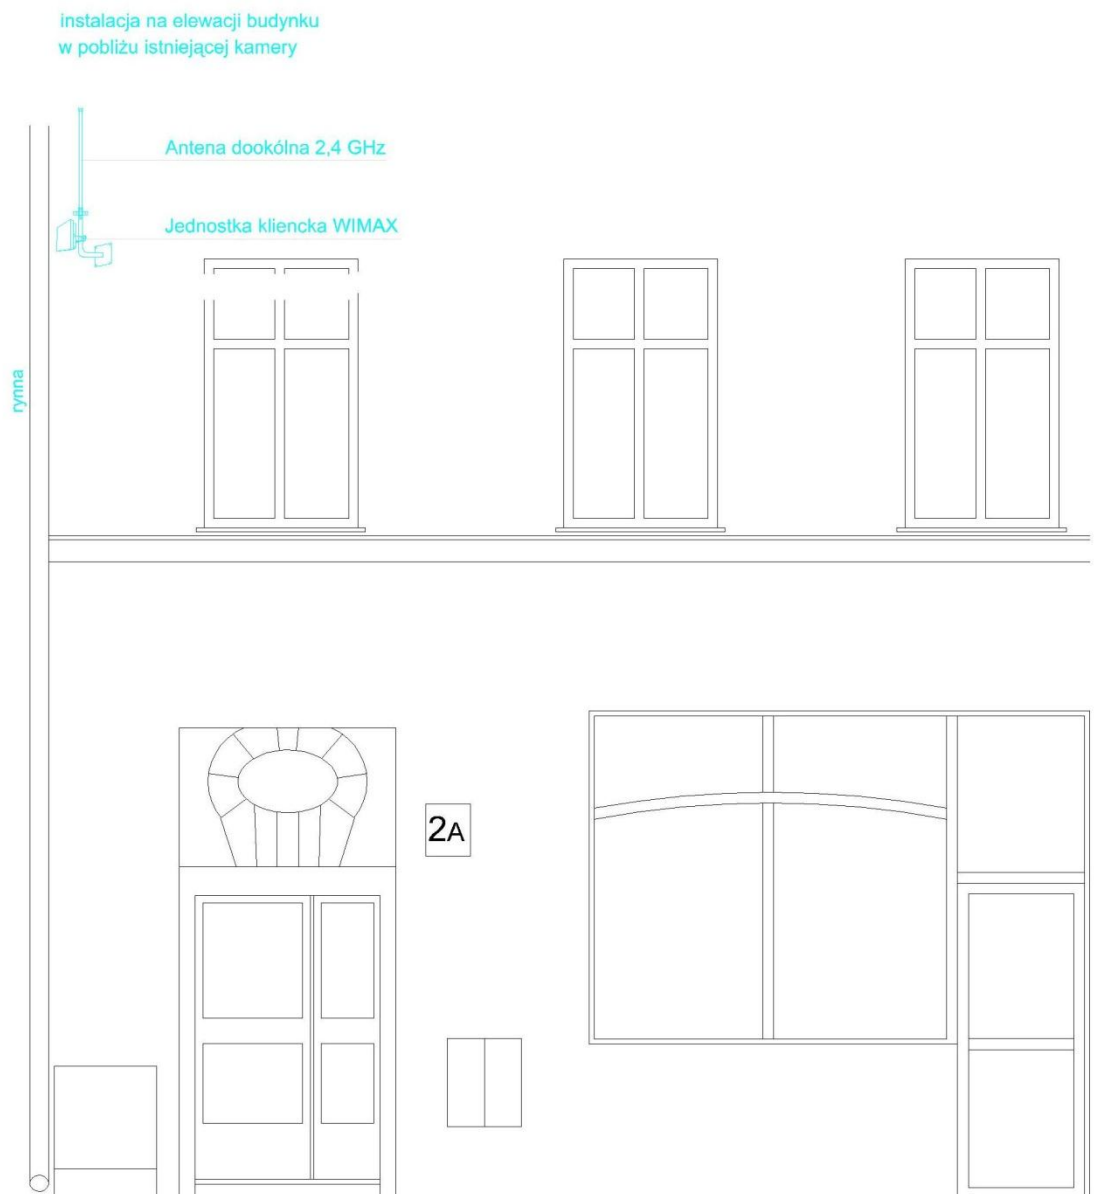 instalacja na elewacji budynku
w pobliżu istniejącej kamery
Antena dookólna 2,4 GHz
Jednostka kliencka WIMAX
rynna
2A